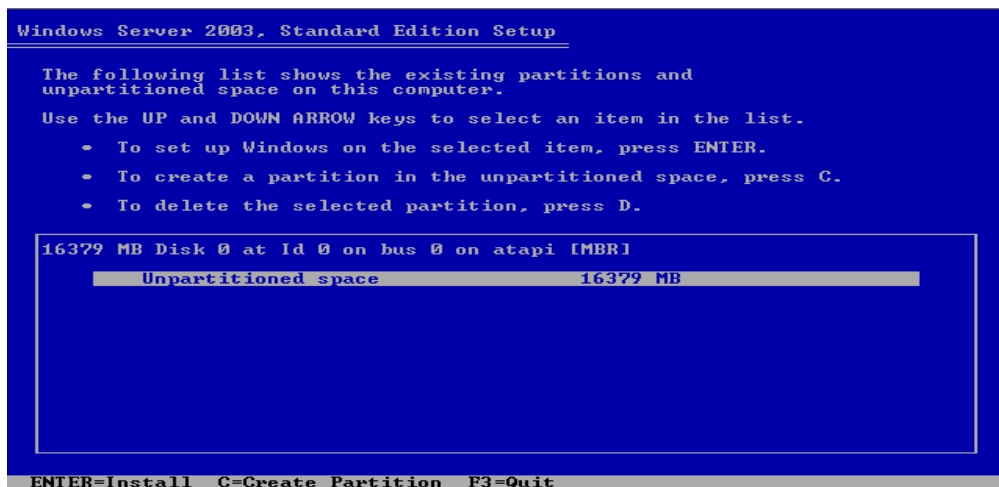 Windows Server 2003, Standard Edition Setup
The following list shows the existing partitions and
unpartitioned space on this computer.
Use the UP and DOWN ARROW keys to select an item in the list.
• To set up Windows on the selected item, press ENTER.
• To create a partition in the unpartitioned space, press C.
• To delete the selected partition, press D.
16379 MB Disk 0 at Id 0 on bus 0 on atapi [MBR]
Unpartitioned space 16379 MB
ENTER=Install C=Create Partition F3=Quit